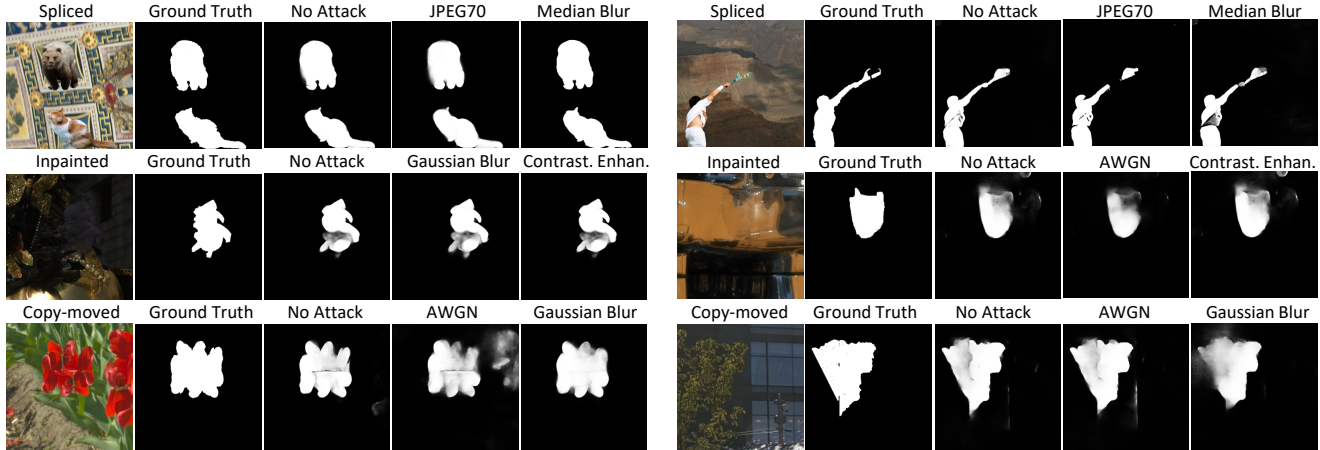 Spliced Ground Truth No Attack JPEG70 Median Blur
Spliced Ground Truth No Attack JPEG70 Median Blur
Inpainted Ground Truth No Attack Gaussian Blur Contrast. Enhan.
Inpainted Ground Truth No Attack AWGN Contrast. Enhan.
Copy-moved Ground Truth No Attack AWGN Gaussian Blur
Copy-moved Ground Truth No Attack AWGN Gaussian Blur